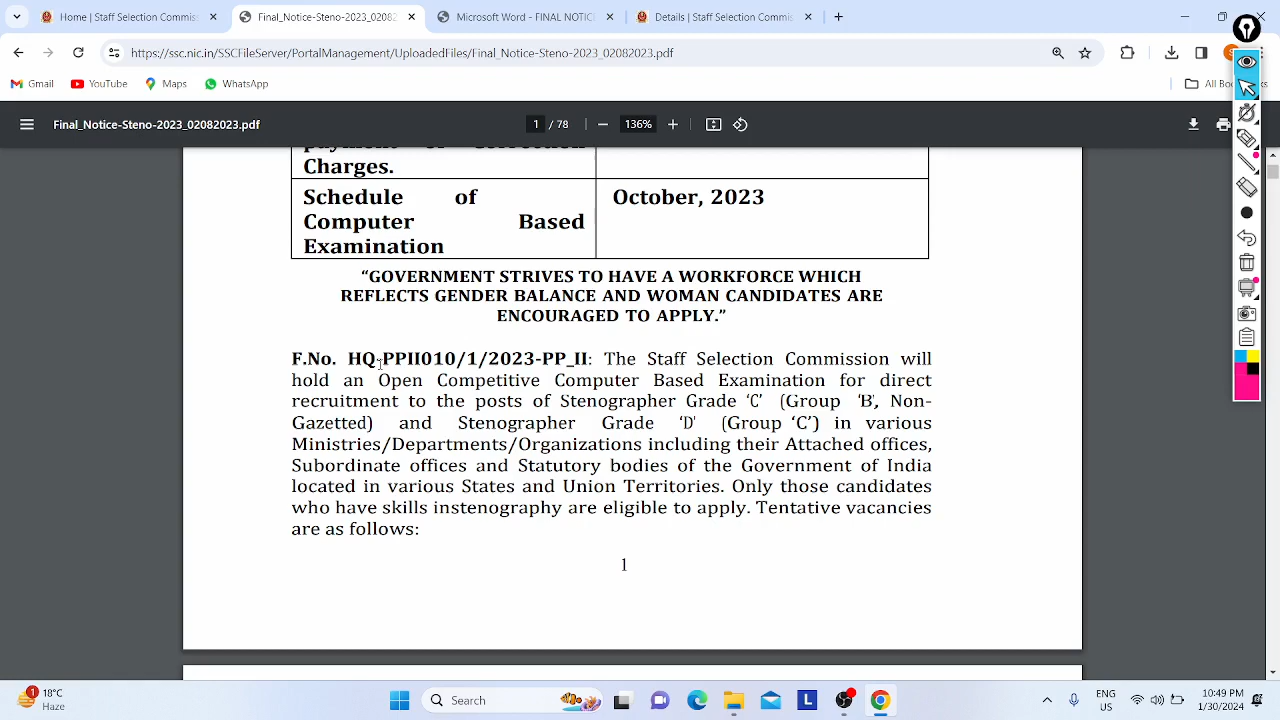 Home | Staff Selection Commis
Final_Notice-Steno-2023_02082
Microsoft Word - FINAL NOTIC
Details | Staff Selection Commis
https://ssc.nic.in/SSCFileServer/PortalManagement/UploadedFiles/Final_Notice-Steno-2023_02082023.pdf
Gmail
YouTube
Maps
WhatsApp
Final_Notice-Steno-2023_02082023.pdf
1 / 78
136%
Charges.
Schedule of
Computer Based
Examination
October, 2023
“GOVERNMENT STRIVES TO HAVE A WORKFORCE WHICH
REFLECTS GENDER BALANCE AND WOMAN CANDIDATES ARE
ENCOURAGED TO APPLY.”
F.No. HQ-PPII010/1/2023-PP_II: The Staff Selection Commission will
hold an Open Competitive Computer Based Examination for direct
recruitment to the posts of Stenographer Grade ‘C’ (Group ‘B’, Non-
Gazetted) and Stenographer Grade ‘D’ (Group ‘C’) in various
Ministries/Departments/Organizations including their Attached offices,
Subordinate offices and Statutory bodies of the Government of India
located in various States and Union Territories. Only those candidates
who have skills instenography are eligible to apply. Tentative vacancies
are as follows:
1
1
18°C
Haze
Search
L
ENG
US
10:49 PM
1/30/2024